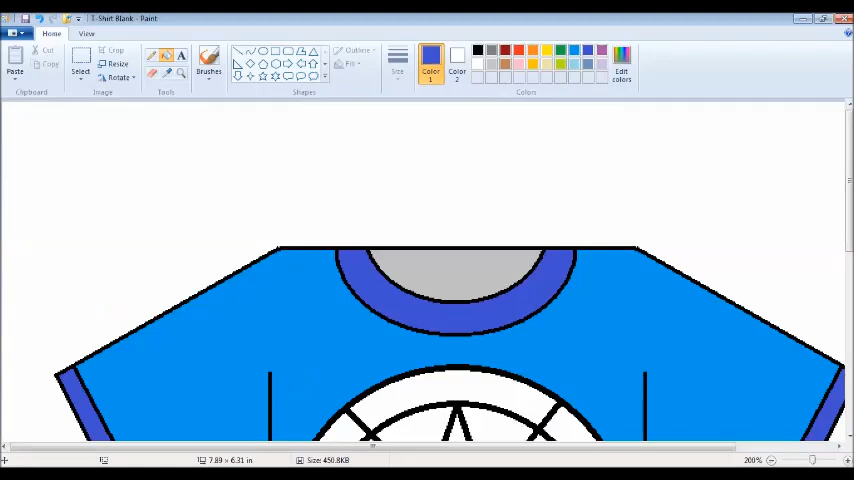 T-Shirt Blank - Paint
Home View
Paste
Cut
Copy
Clipboard
Select
Crop
Resize
Rotate
Image
A
Tools
Brushes
Shapes
Outline
Fill
Size
Color 1
Color 2
Edit colors
Colors
7.89 × 6.31 in
Size: 450.8KB
200%